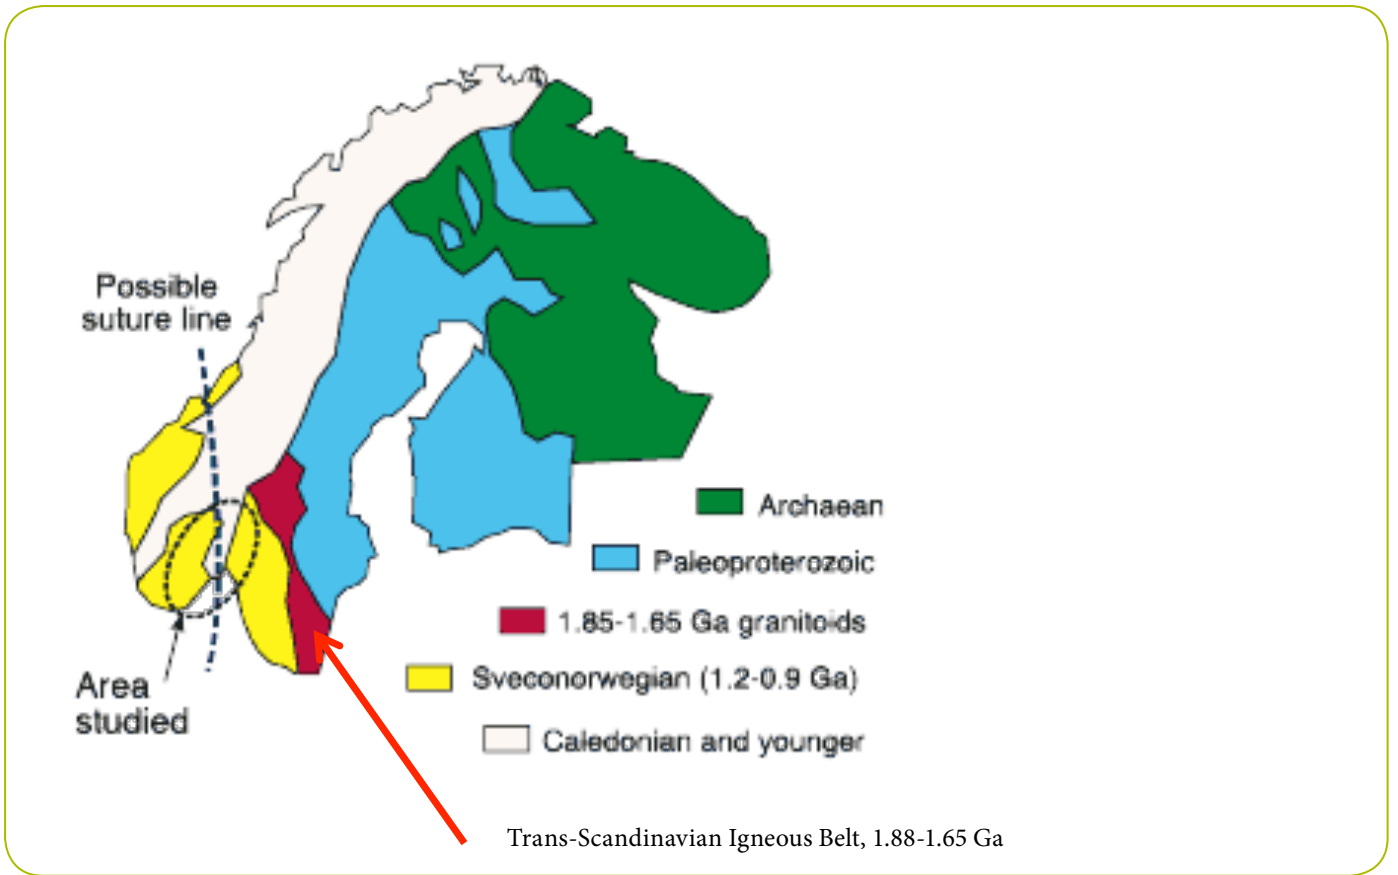 Possible
suture line
Archaean
Paleoproterozoic
1.85-1.65 Ga granitoids
Sveconorwegian (1.2-0.9 Ga)
Area
studied
Caledonian and younger
Trans-Scandinavian Igneous Belt, 1.88-1.65 Ga